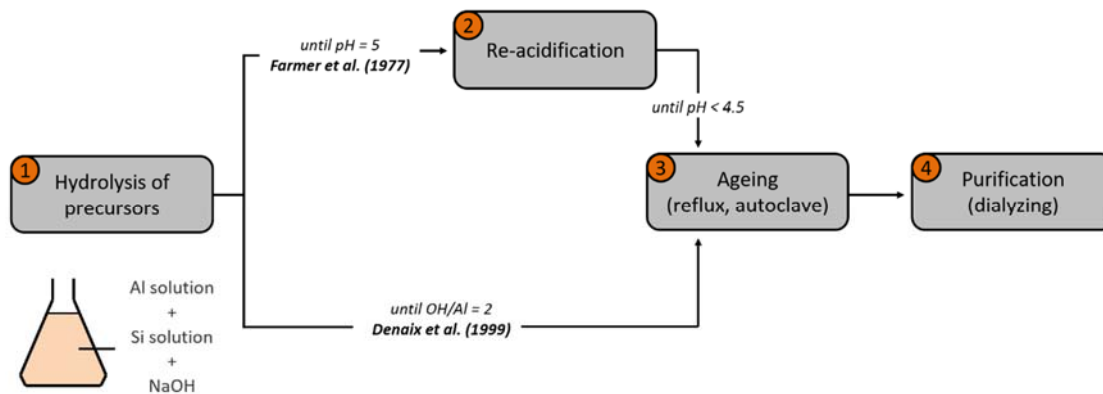 1
Hydrolysis of
precursors
until pH = 5
Farmer et al. (1977)
2
Re-acidification
until pH < 4.5
until OH/Al = 2
Denaix et al. (1999)
3
Ageing
(reflux, autoclave)
4
Purification
(dialyzing)
Al solution
+
Si solution
+
NaOH